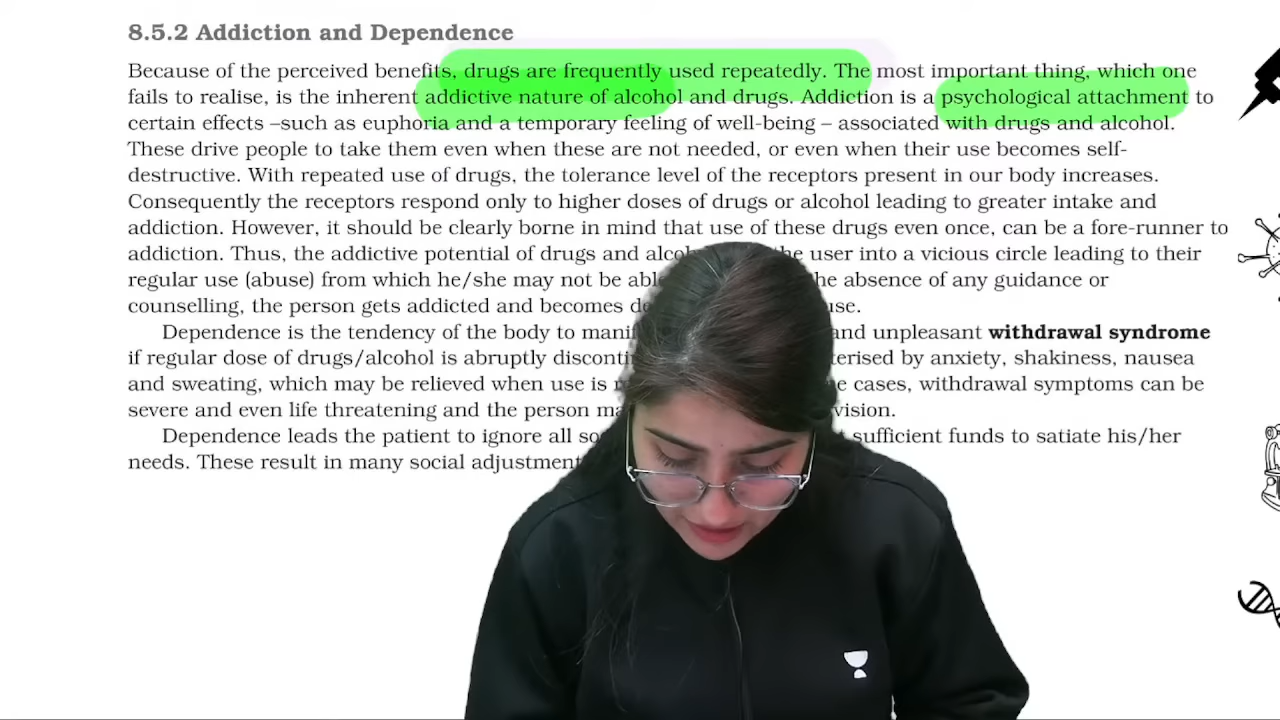 8.5.2 Addiction and Dependence
Because of the perceived benefits, drugs are frequently used repeatedly. The most important thing, which one
fails to realise, is the inherent addictive nature of alcohol and drugs. Addiction is a psychological attachment to
certain effects –such as euphoria and a temporary feeling of well-being – associated with drugs and alcohol.
These drive people to take them even when these are not needed, or even when their use becomes self-
destructive. With repeated use of drugs, the tolerance level of the receptors present in our body increases.
Consequently the receptors respond only to higher doses of drugs or alcohol leading to greater intake and
addiction. However, it should be clearly borne in mind that use of these drugs even once, can be a fore-runner to
addiction. Thus, the addictive potential of drugs and the user into a vicious circle leading to their
regular use (abuse) from which he/she may not be the absence of any guidance or
counselling, the person gets addicted and becomes use.
Dependence is the tendency of the body to and unpleasant withdrawal syndrome
if regular dose of drugs/alcohol is abruptly by anxiety, shakiness, nausea
and sweating, which may be relieved when use is cases, withdrawal symptoms can be
severe and even life threatening and the person
Dependence leads the patient to ignore all sufficient funds to satiate his/her
needs. These result in many social